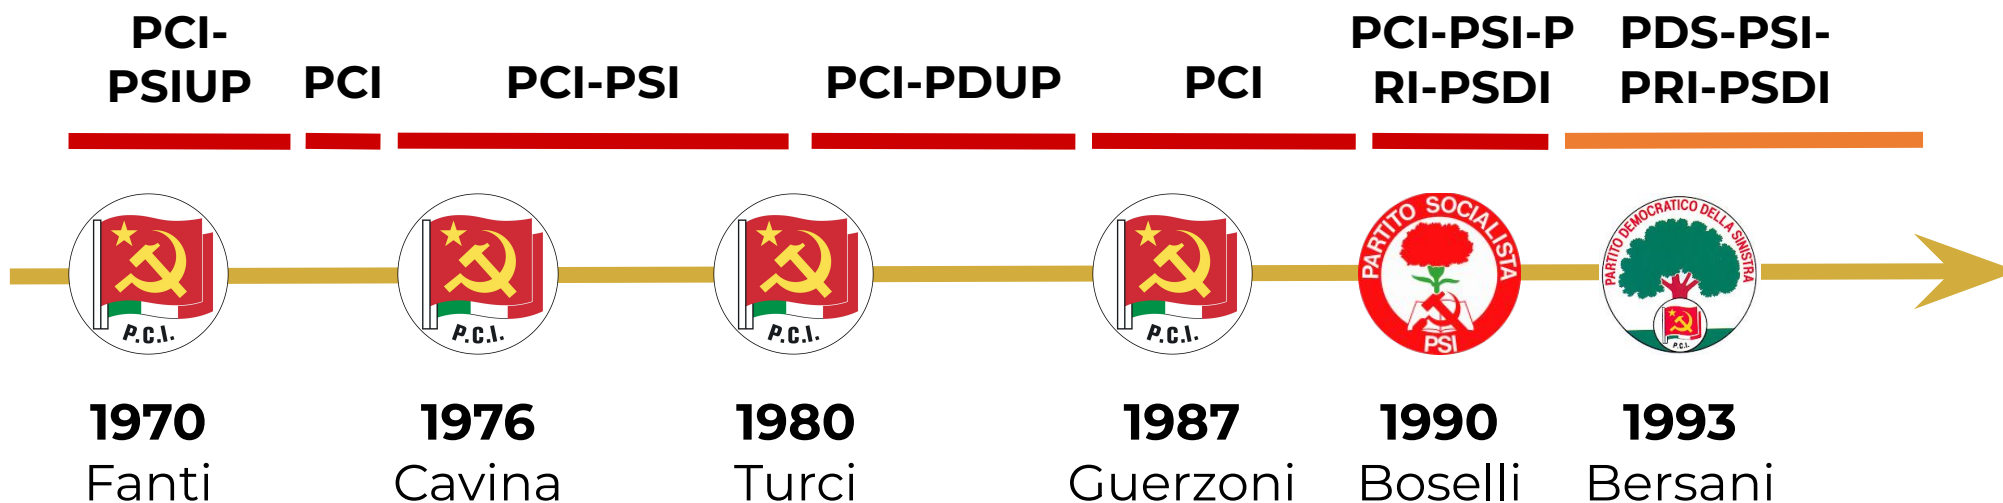 PCI-
PSIUP
PCI
PCI-PSI
PCI-PDUP
PCI
PCI-PSI-P
RI-PSDI
PDS-PSI-
PRI-PSDI
P.C.I.
P.C.I.
P.C.I.
P.C.I.
PARTITO SOCIALISTA
PSI
PARTITO DEMOCRATICO DELLA SINISTRA
P.C.I.
1970
Fanti
1976
Cavina
1980
Turci
1987
Guerzoni
1990
Boselli
1993
Bersani